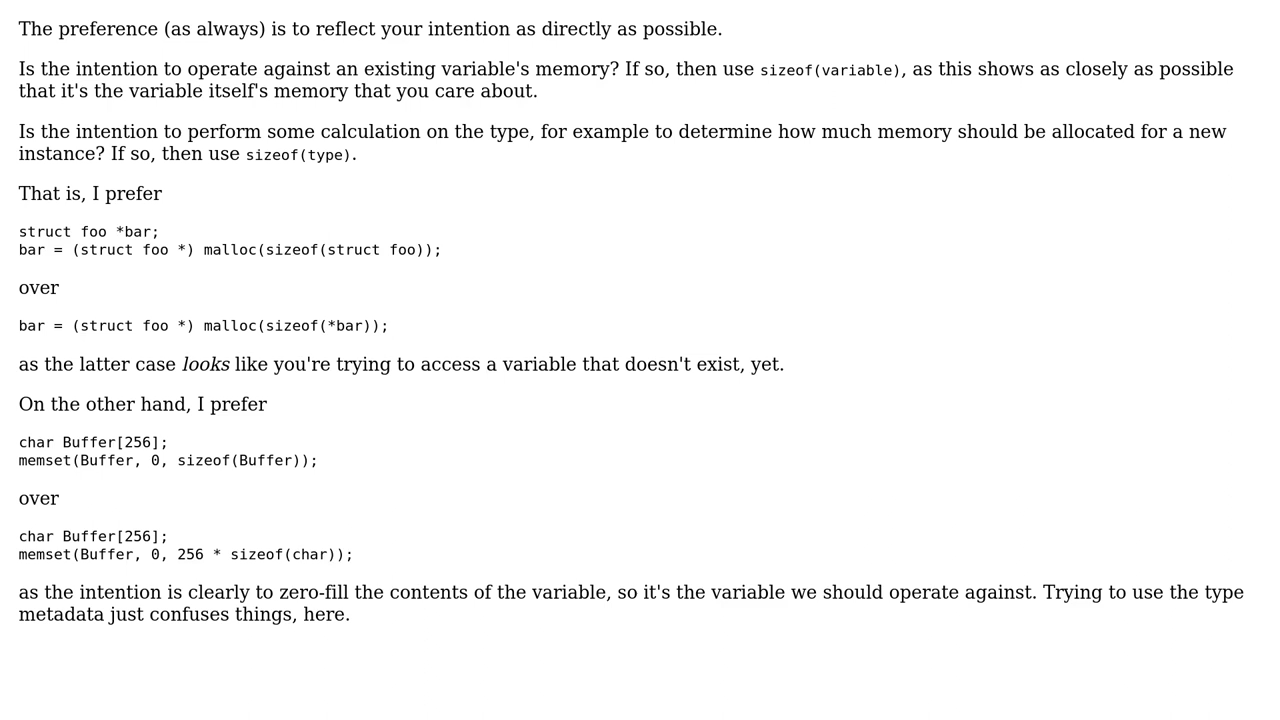 The preference (as always) is to reflect your intention as directly as possible.
Is the intention to operate against an existing variable's memory? If so, then use sizeof(variable), as this shows as closely as possible
that it's the variable itself's memory that you care about.
Is the intention to perform some calculation on the type, for example to determine how much memory should be allocated for a new
instance? If so, then use sizeof(type).
That is, I prefer
struct foo *bar;
bar = (struct foo *) malloc(sizeof(struct foo));
over
bar = (struct foo *) malloc(sizeof(*bar));
as the latter case looks like you're trying to access a variable that doesn't exist, yet.
On the other hand, I prefer
char Buffer[256];
memset(Buffer, 0, sizeof(Buffer));
over
char Buffer[256];
memset(Buffer, 0, 256 * sizeof(char));
as the intention is clearly to zero-fill the contents of the variable, so it's the variable we should operate against. Trying to use the type
metadata just confuses things, here.